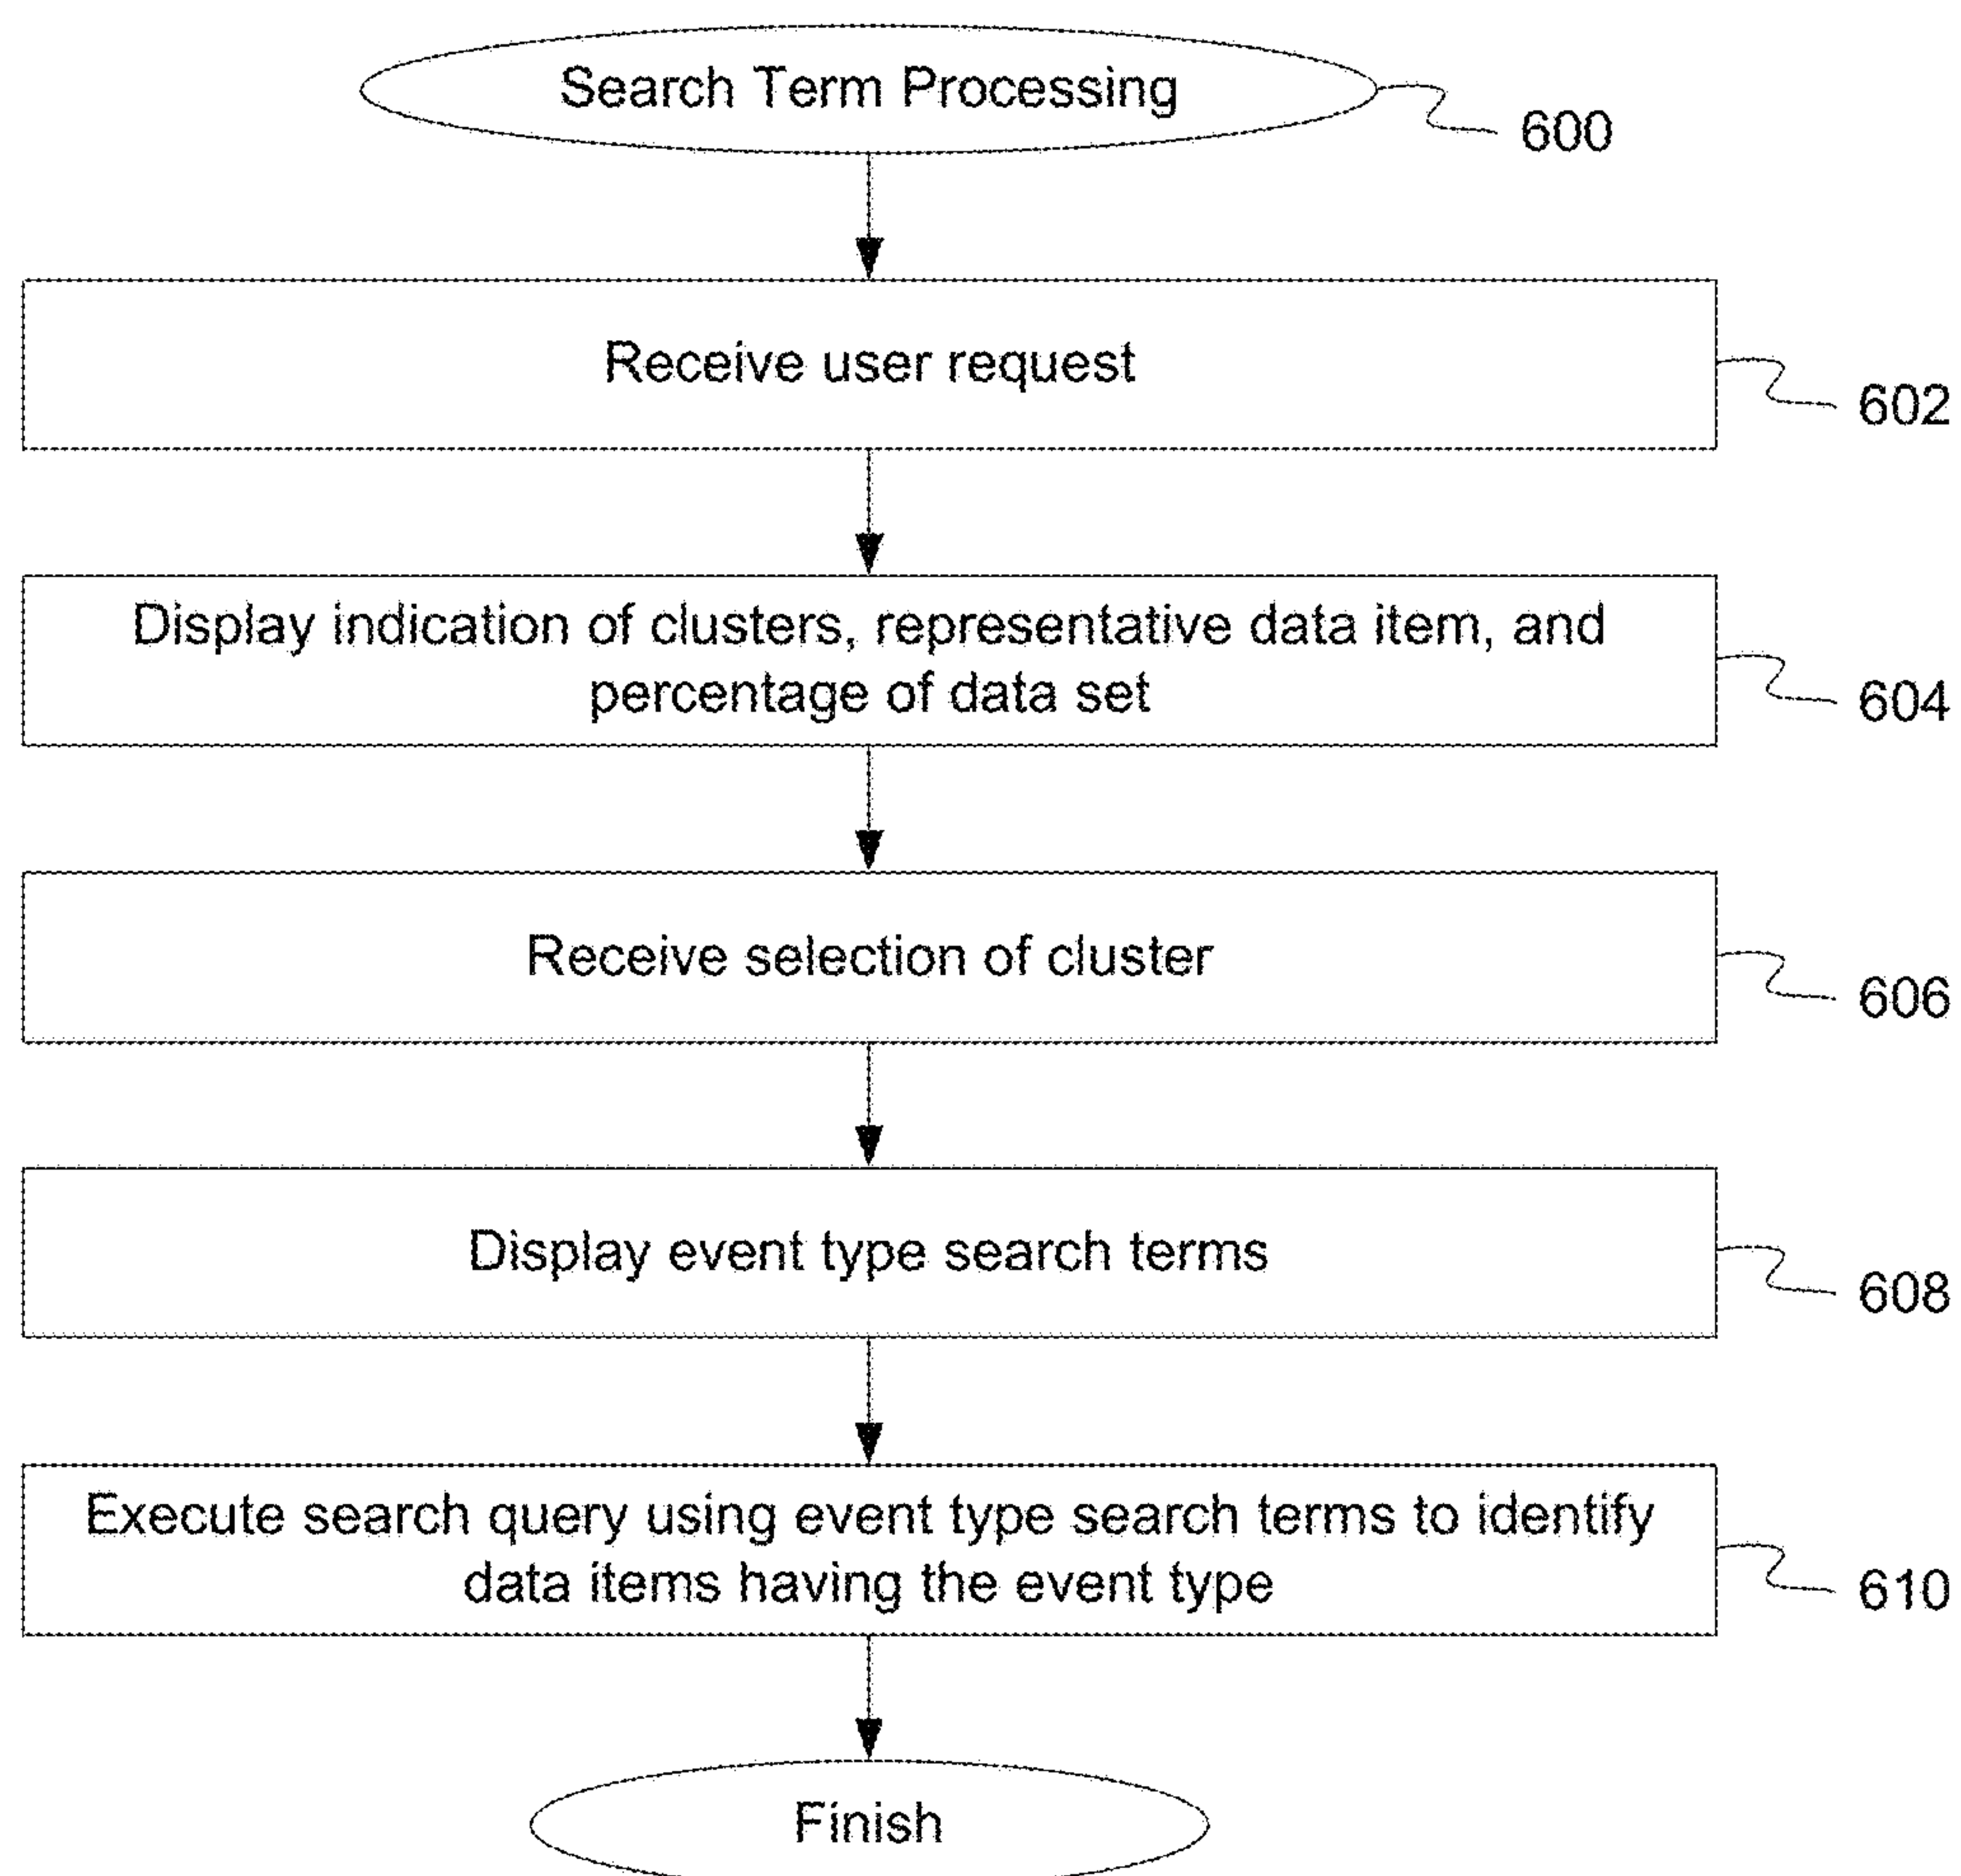 Search Term Processing
600
Receive user request
602
Display indication of clusters, representative data item, and
percentage of data set
604
Receive selection of cluster
606
Display event type search terms
608
Execute search query using event type search terms to identify
data items having the event type
610
Finish